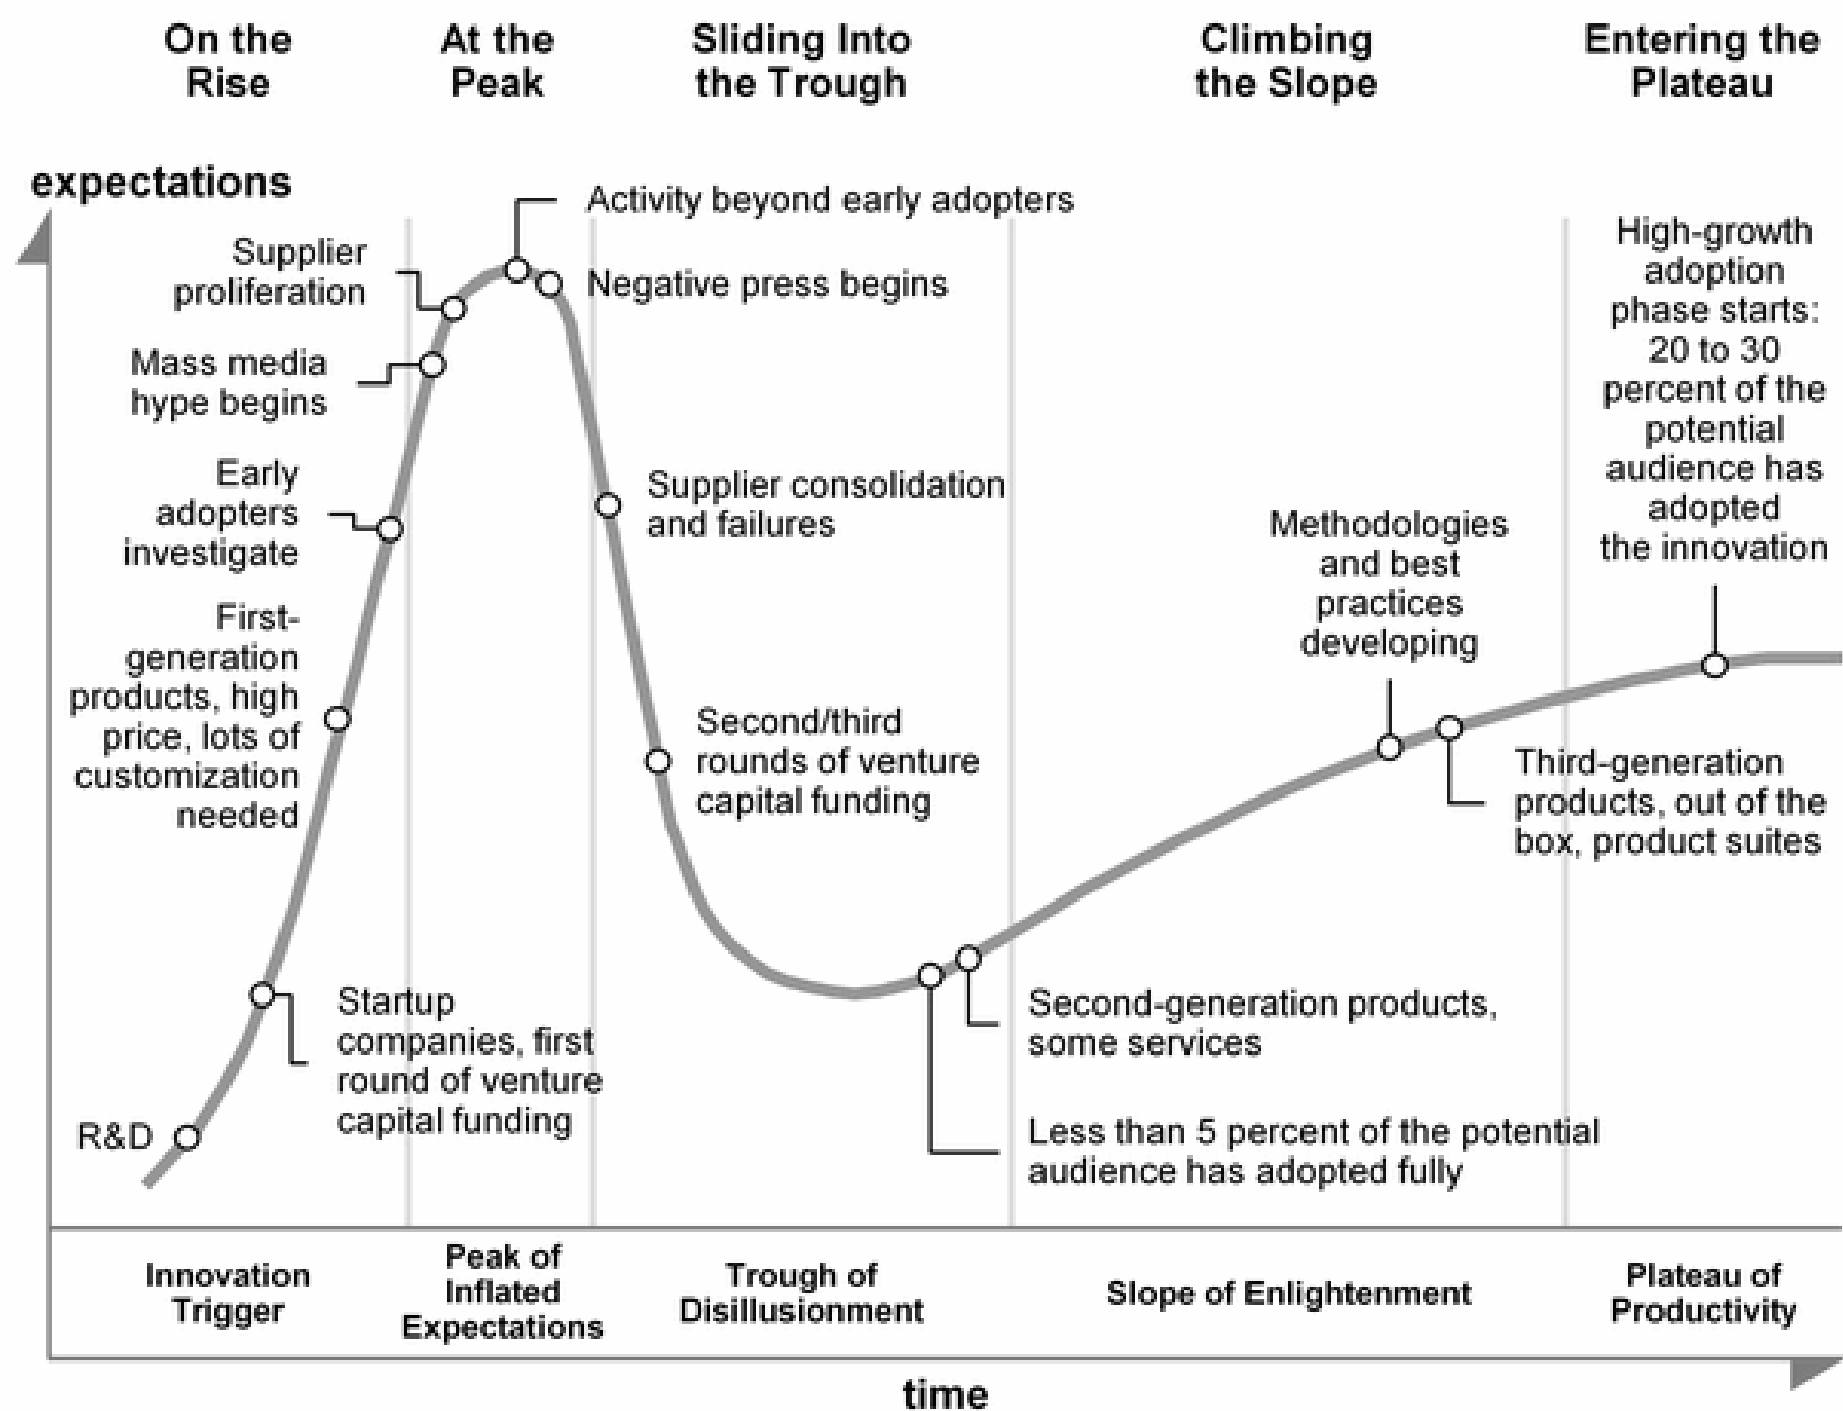 On the
Rise
At the
Peak
Sliding Into
the Trough
Climbing
the Slope
Entering the
Plateau
expectations
Activity beyond early adopters
Supplier
proliferation
Negative press begins
Mass media
hype begins
Early
adopters
investigate
First-
generation
products, high
price, lots of
customization
needed
Startup
companies, first
round of venture
capital funding
R&D
Supplier consolidation
and failures
Second/third
rounds of venture
capital funding
Second-generation products,
some services
Less than 5 percent of the potential
audience has adopted fully
Methodologies
and best
practices
developing
Third-generation
products, out of the
box, product suites
High-growth
adoption
phase starts:
20 to 30
percent of the
potential
audience has
adopted
the innovation
Innovation
Trigger
Peak of
Inflated
Expectations
Trough of
Disillusionment
Slope of Enlightenment
Plateau of
Productivity
time